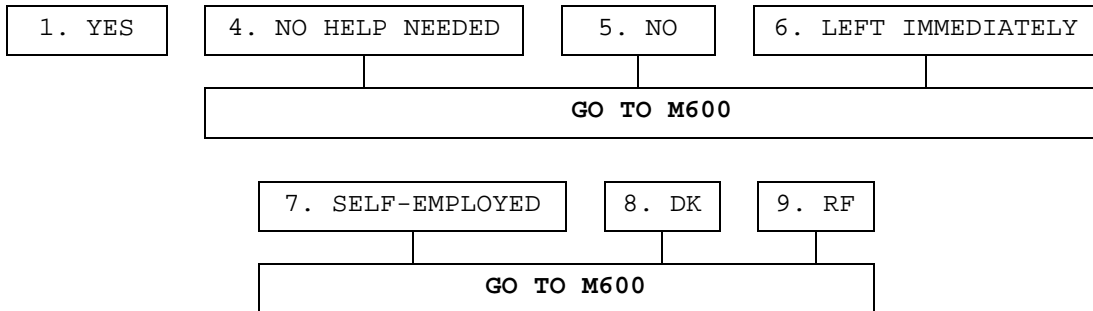 1. YES 4. NO HELP NEEDED 5. NO 6. LEFT IMMEDIATELY
GO TO M600
7. SELF-EMPLOYED 8. DK 9. RF
GO TO M600